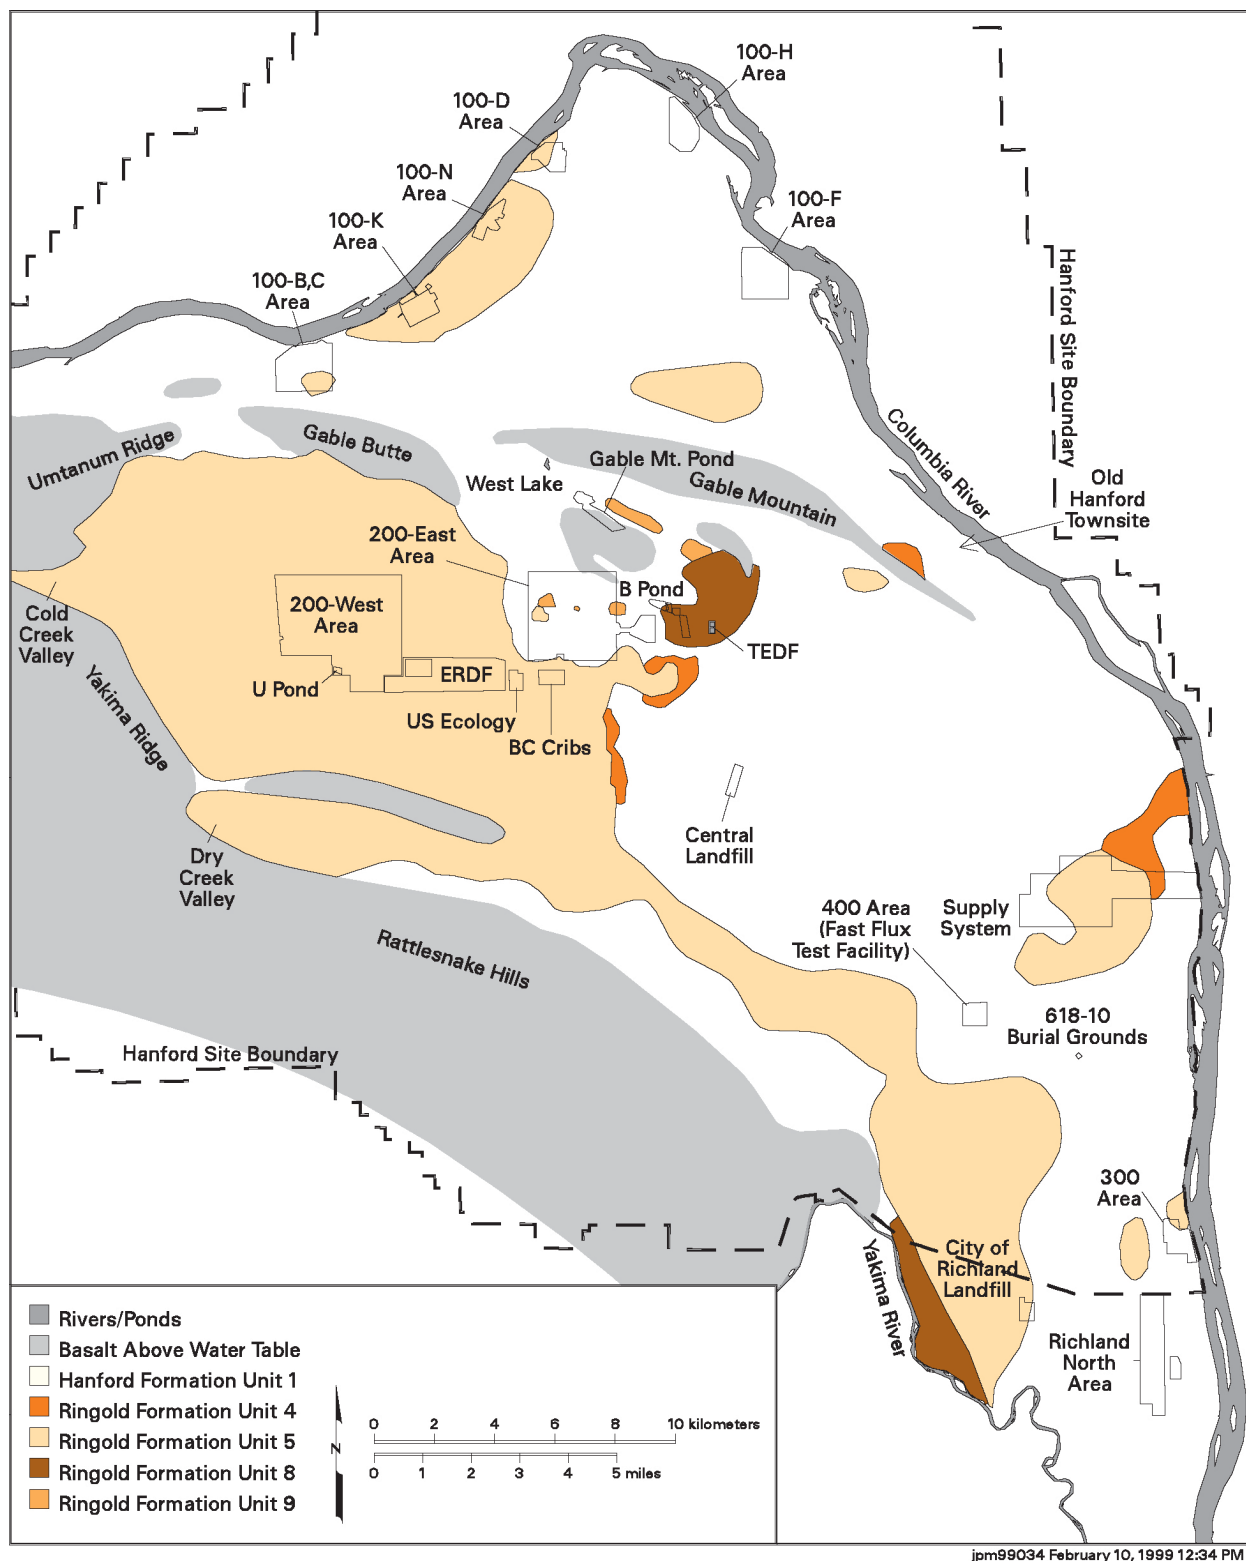 100-H
Area
100-D
Area
100-N
Area
100-F
Area
100-K
Area
100-B,C
Area
Hanford Site Boundary
Columbia River
Umtanum Ridge
Gable Butte
Gable Mt. Pond
West Lake
Gable Mountain
Old
Hanford
Townsite
200-East
Area
B Pond
200-West
Area
Cold
Creek
Valley
TEDF
ERDF
U Pond
US Ecology
BC Cribs
Yakima Ridge
Central
Landfill
Dry
Creek
Valley
400 Area
(Fast Flux
Test Facility)
Supply
System
Rattlesnake Hills
618-10
Burial Grounds
Hanford Site Boundary
300
Area
City of
Richland
Landfill
Yakima River
Richland
North
Area
Rivers/Ponds
Basalt Above Water Table
Hanford Formation Unit 1
Ringold Formation Unit 4
Ringold Formation Unit 5
Ringold Formation Unit 8
Ringold Formation Unit 9
N
0 2 4 6 8 10 kilometers
0 1 2 3 4 5 miles
jpm99034 February 10, 1999 12:34 PM